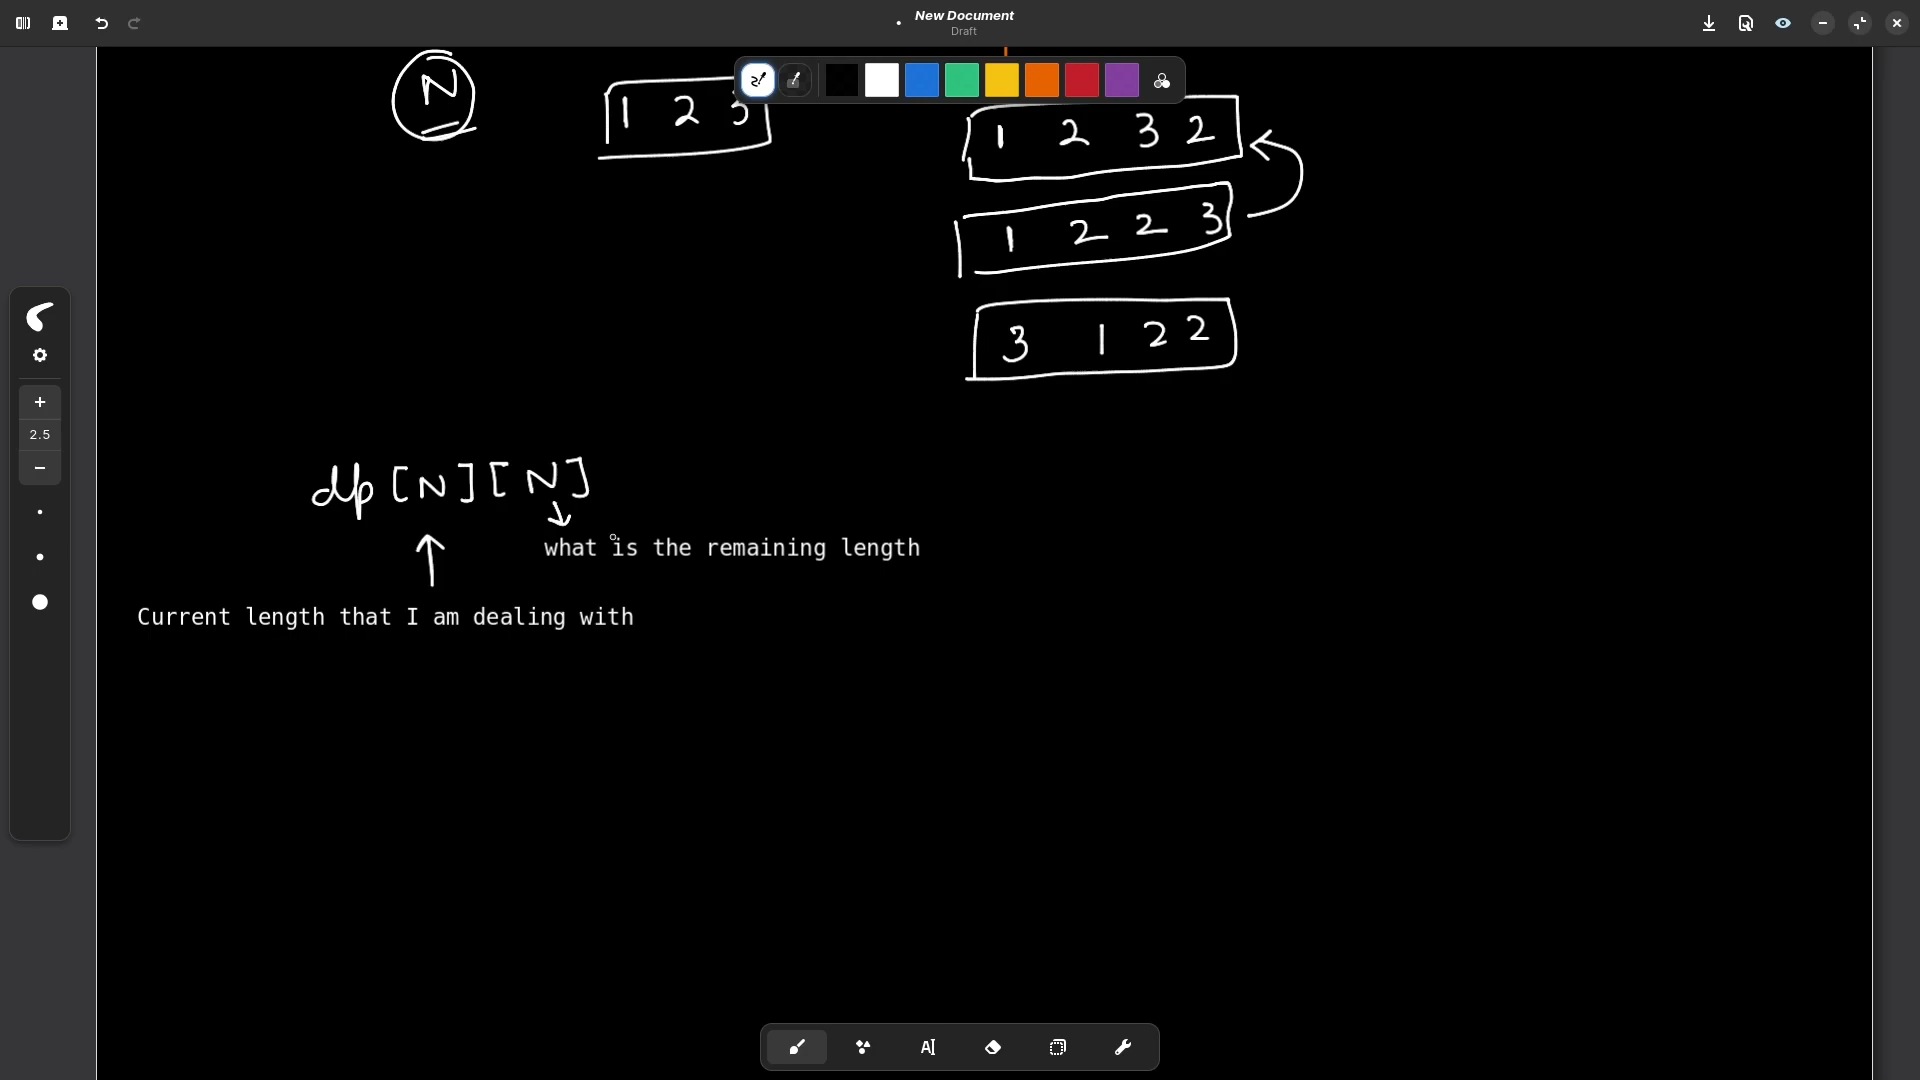 New Document
Draft
N
1 2 3
1 2 3 2
1 2 2 3
3 1 2 2
2.5
dp [N][N]
what is the remaining length
Current length that I am dealing with